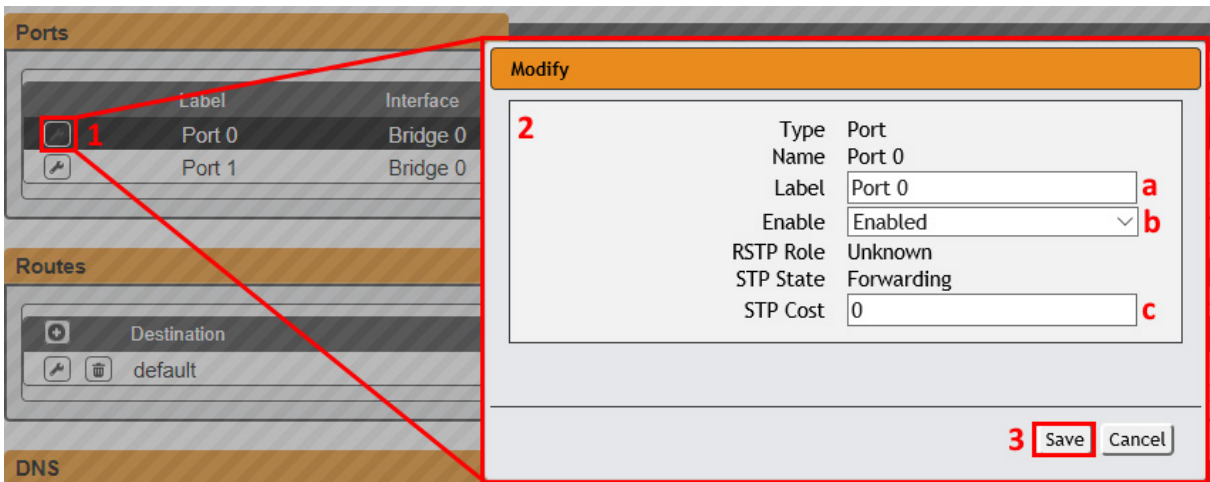 Ports
Label Interface
1 Port 0 Bridge 0
Port 1 Bridge 0
Routes
Destination
default
DNS
Modify
2
Type Port
Name Port 0
Label Port 0 a
Enable Enabled b
RSTP Role Unknown
STP State Forwarding
STP Cost 0 c
3 Save Cancel